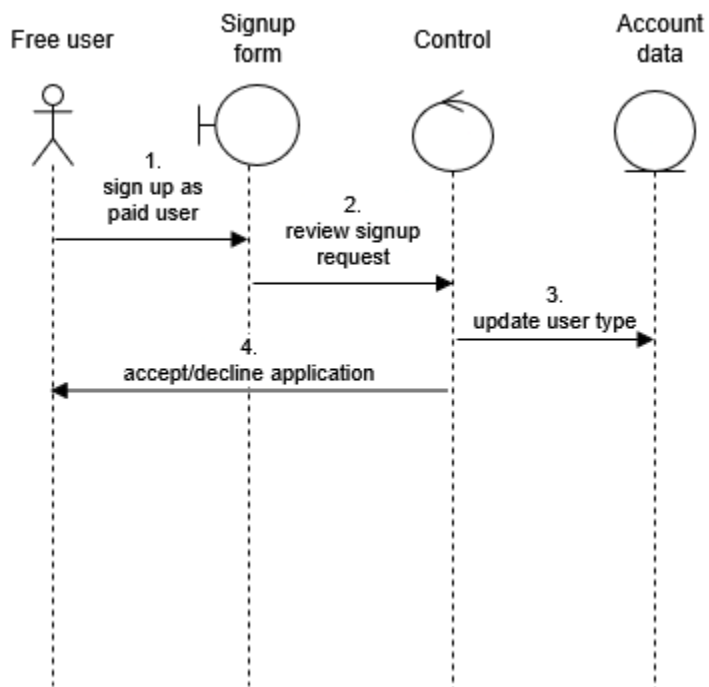 Free user
Signup
form
Control
Account
data
1.
sign up as
paid user
2.
review signup
request
3.
update user type
4.
accept/decline application